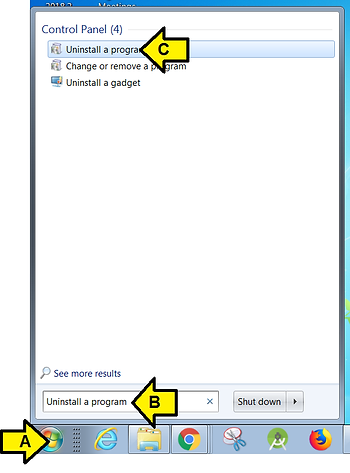 2018.2 Meetings
Control Panel (4)
Uninstall a program
C
Change or remove a program
Uninstall a gadget
See more results
Uninstall a program
B
Shut down
A